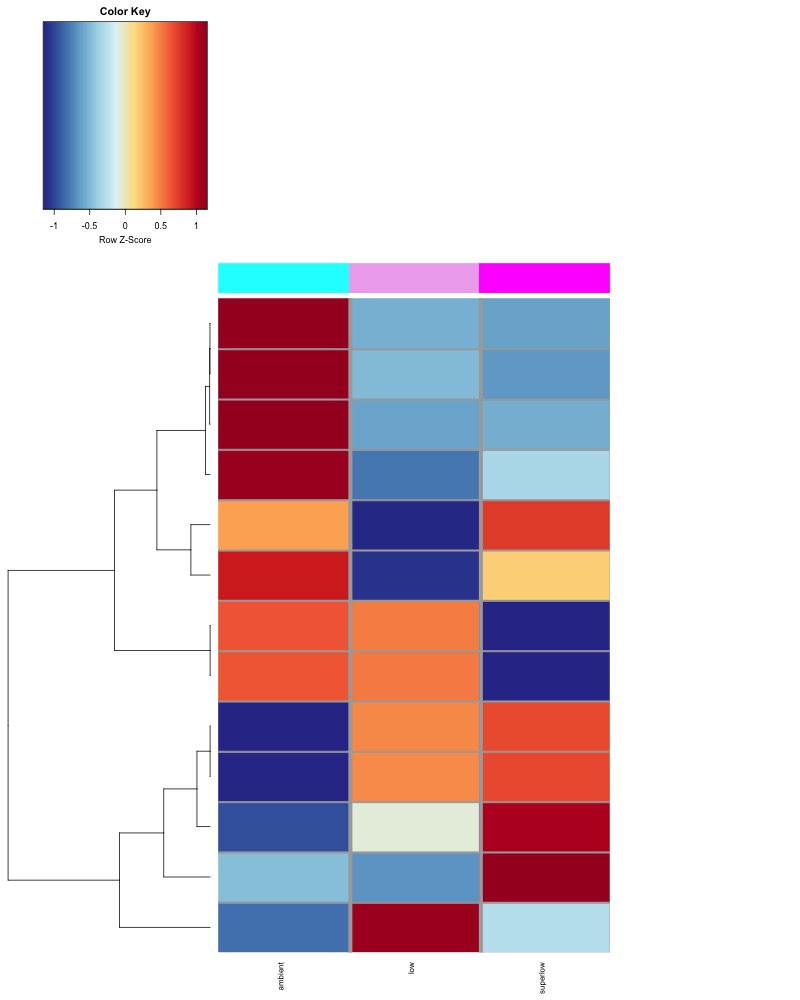 Color Key
-1 -0.5 0 0.5 1
Row Z-Score
ambient
low
superlow